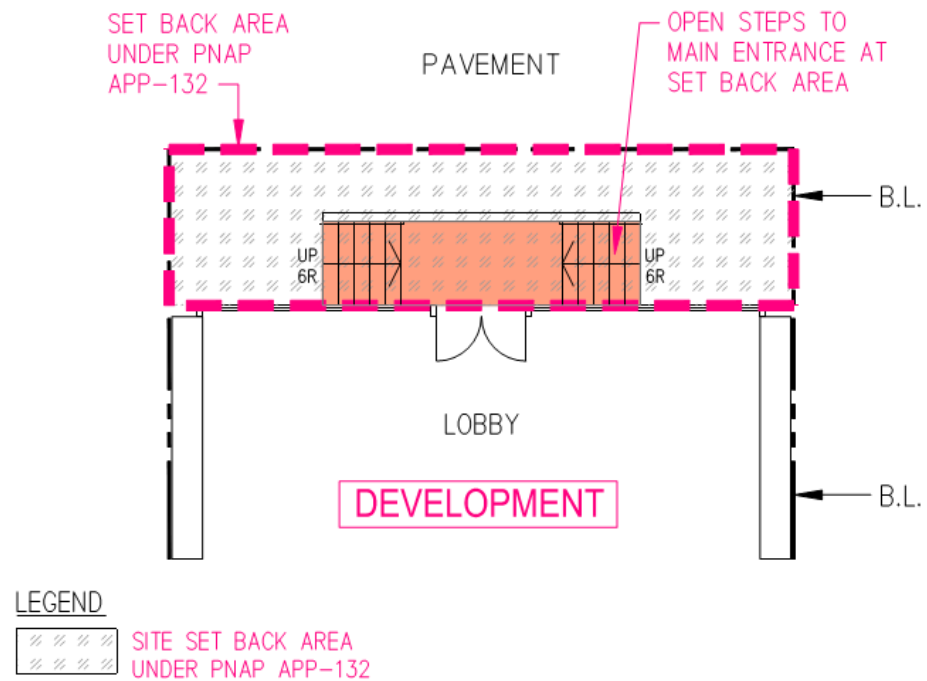 SET BACK AREA
UNDER PNAP
APP-132
PAVEMENT
OPEN STEPS TO
MAIN ENTRANCE AT
SET BACK AREA
B.L.
UP
6R
UP
6R
LOBBY
DEVELOPMENT
B.L.
LEGEND
SITE SET BACK AREA
UNDER PNAP APP-132